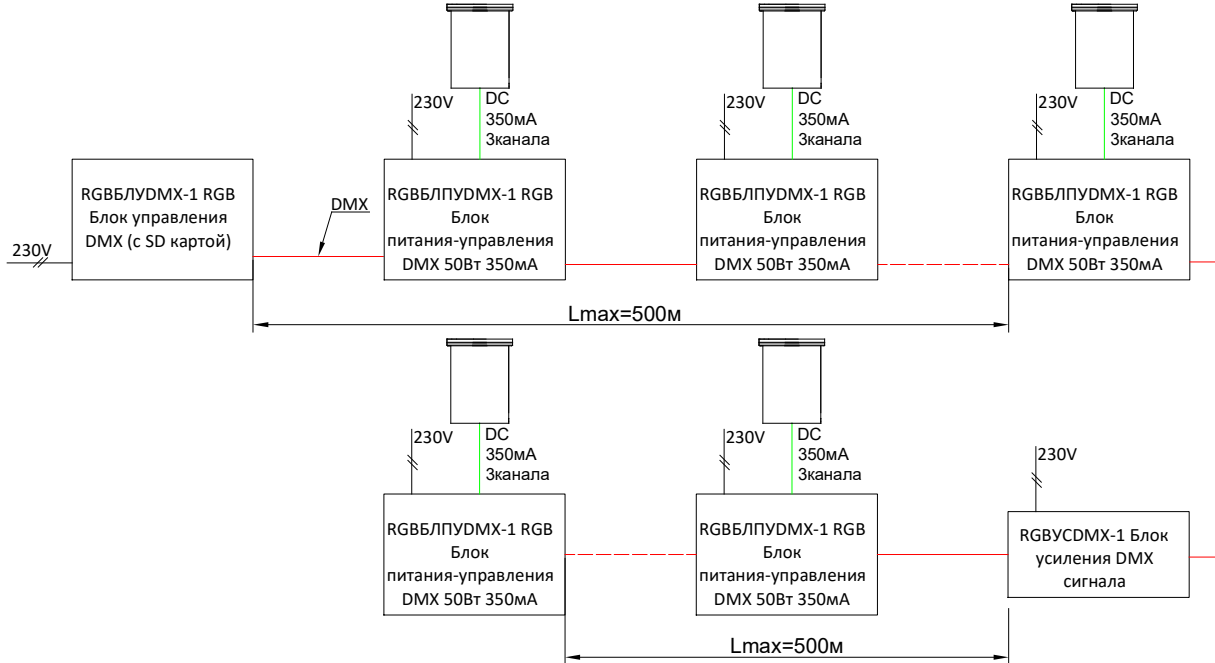 230V
DC
350мА
3канала
230V
DC
350мА
3канала
230V
DC
350мА
3канала
230V
RGBБЛУDMX-1 RGB
Блок управления
DMX (с SD картой)
DMX
RGBБЛПУDMX-1 RGB
Блок
питания-управления
DMX 50Вт 350мА
RGBБЛПУDMX-1 RGB
Блок
питания-управления
DMX 50Вт 350мА
RGBБЛПУDMX-1 RGB
Блок
питания-управления
DMX 50Вт 350мА
Lmax=500м
230V
DC
350мА
3канала
230V
DC
350мА
3канала
230V
RGBБЛПУDMX-1 RGB
Блок
питания-управления
DMX 50Вт 350мА
RGBБЛПУDMX-1 RGB
Блок
питания-управления
DMX 50Вт 350мА
RGBУСDMX-1 Блок
усиления DMX
сигнала
Lmax=500м